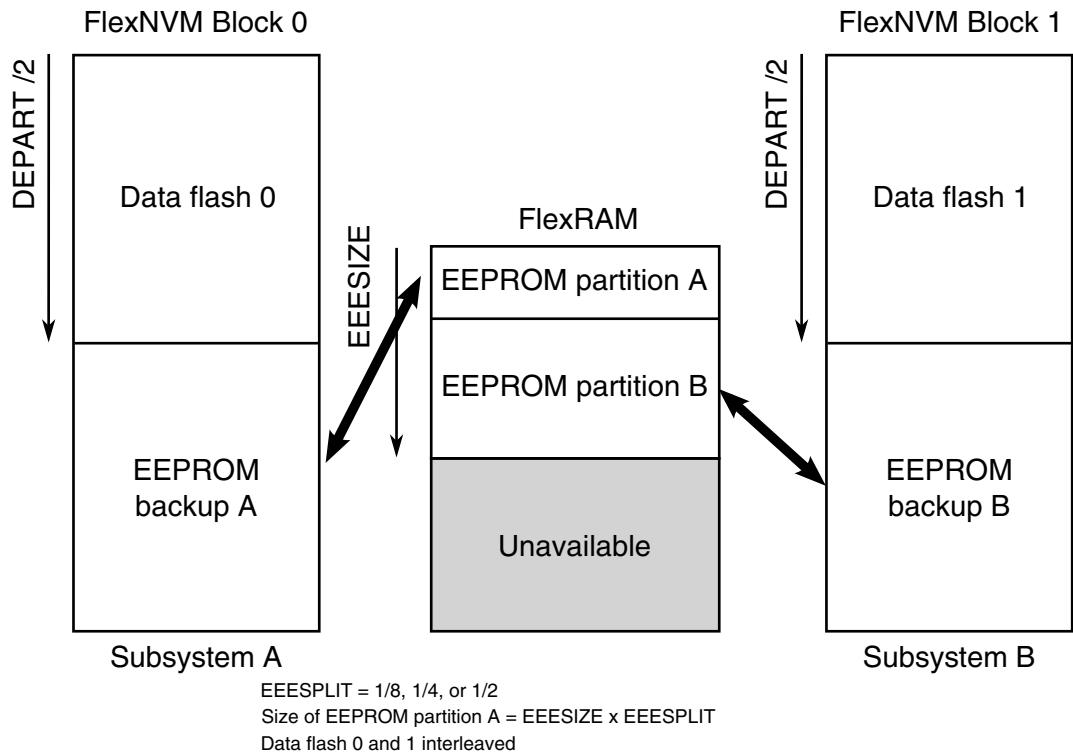 FlexNVM Block 0
FlexNVM Block 1
DEPART /2
Data flash 0
EEESIZE
FlexRAM
EEPROM partition A
EEPROM partition B
Unavailable
DEPART /2
Data flash 1
EEPROM
backup A
EEPROM
backup B
Subsystem A
Subsystem B
EEESPLIT = 1/8, 1/4, or 1/2
Size of EEPROM partition A = EEESIZE x EEESPLIT
Data flash 0 and 1 interleaved